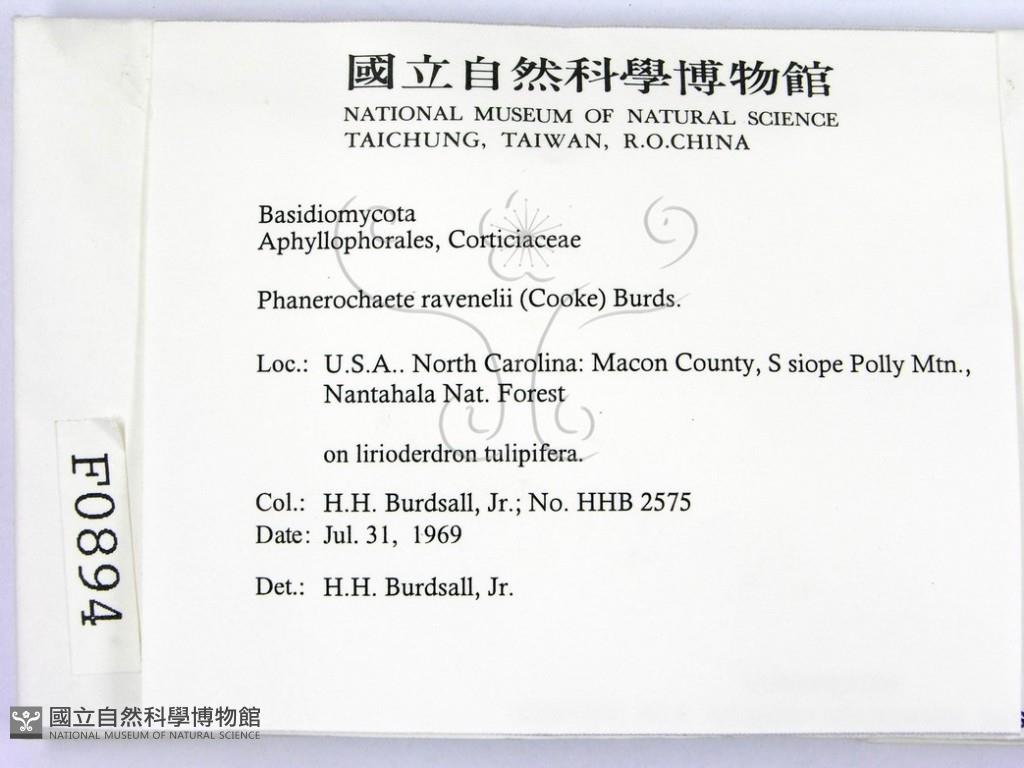 國立自然科學博物館
NATIONAL MUSEUM OF NATURAL SCIENCE
TAICHUNG, TAIWAN, R.O.CHINA
Basidiomycota
Aphyllophorales, Corticiaceae
Phanerochaete ravenelii (Cooke) Burds.
Loc.: U.S.A.. North Carolina: Macon County, S siope Polly Mtn.,
Nantahala Nat. Forest
on lirioderdron tulipifera.
Col.: H.H. Burdsall, Jr.; No. HHB 2575
Date: Jul. 31, 1969
Det.: H.H. Burdsall, Jr.
F0894
國立自然科學博物館
NATIONAL MUSEUM OF NATURAL SCIENCE